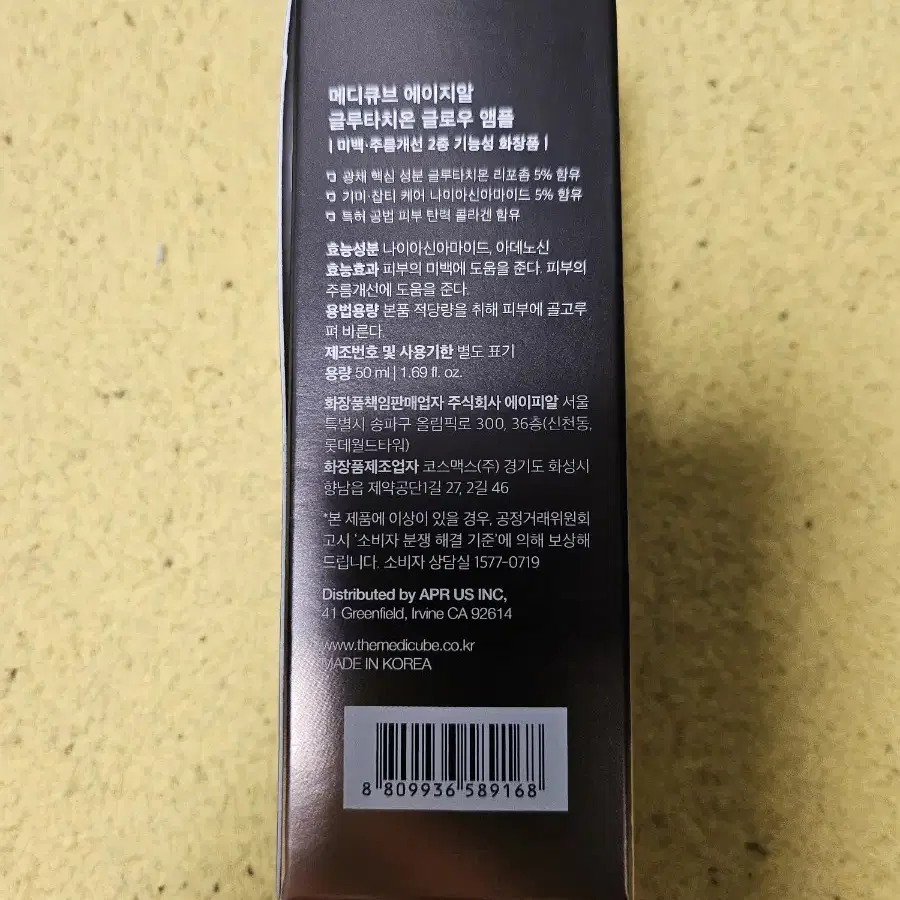 메디큐브 에이지알
글루타치온 글로우 앰플
| 미백·주름개선 2종 기능성 화장품 |
광채 핵심 성분 글루타치온 리포좀 5% 함유
기미·잡티 케어 나이아신아마이드 5% 함유
특허 공법 피부 탄력 콜라겐 함유
효능성분 나이아신아마이드, 아데노신
효능효과 피부의 미백에 도움을 준다. 피부의
주름개선에 도움을 준다.
용법용량 본품 적당량을 취해 피부에 골고루
펴 바른다.
제조번호 및 사용기한 별도 표기
용량 50 ml | 1.69 fl. oz.
화장품책임판매업자 주식회사 에이피알 서울
특별시 송파구 올림픽로 300, 36층(신천동,
롯데월드타워)
화장품제조업자 코스맥스(주) 경기도 화성시
향남읍 제약공단1길 27, 2길 46
*본 제품에 이상이 있을 경우, 공정거래위원회
고시 '소비자 분쟁 해결 기준'에 의해 보상해
드립니다. 소비자 상담실 1577-0719
Distributed by APR US INC,
41 Greenfield, Irvine CA 92614
www.themedicube.co.kr
MADE IN KOREA
8 809936 589168